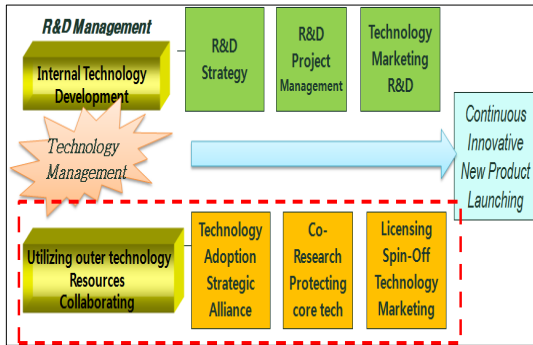 R&D Management
Internal Technology
Development
R&D
Strategy
R&D
Project
Management
Technology
Marketing
R&D
Technology
Management
Continuous
Innovative
New Product
Launching
Utilizing outer technology
Resources
Collaborating
Technology
Adoption
Strategic
Alliance
Co-
Research
Protecting
core tech
Licensing
Spin-Off
Technology
Marketing